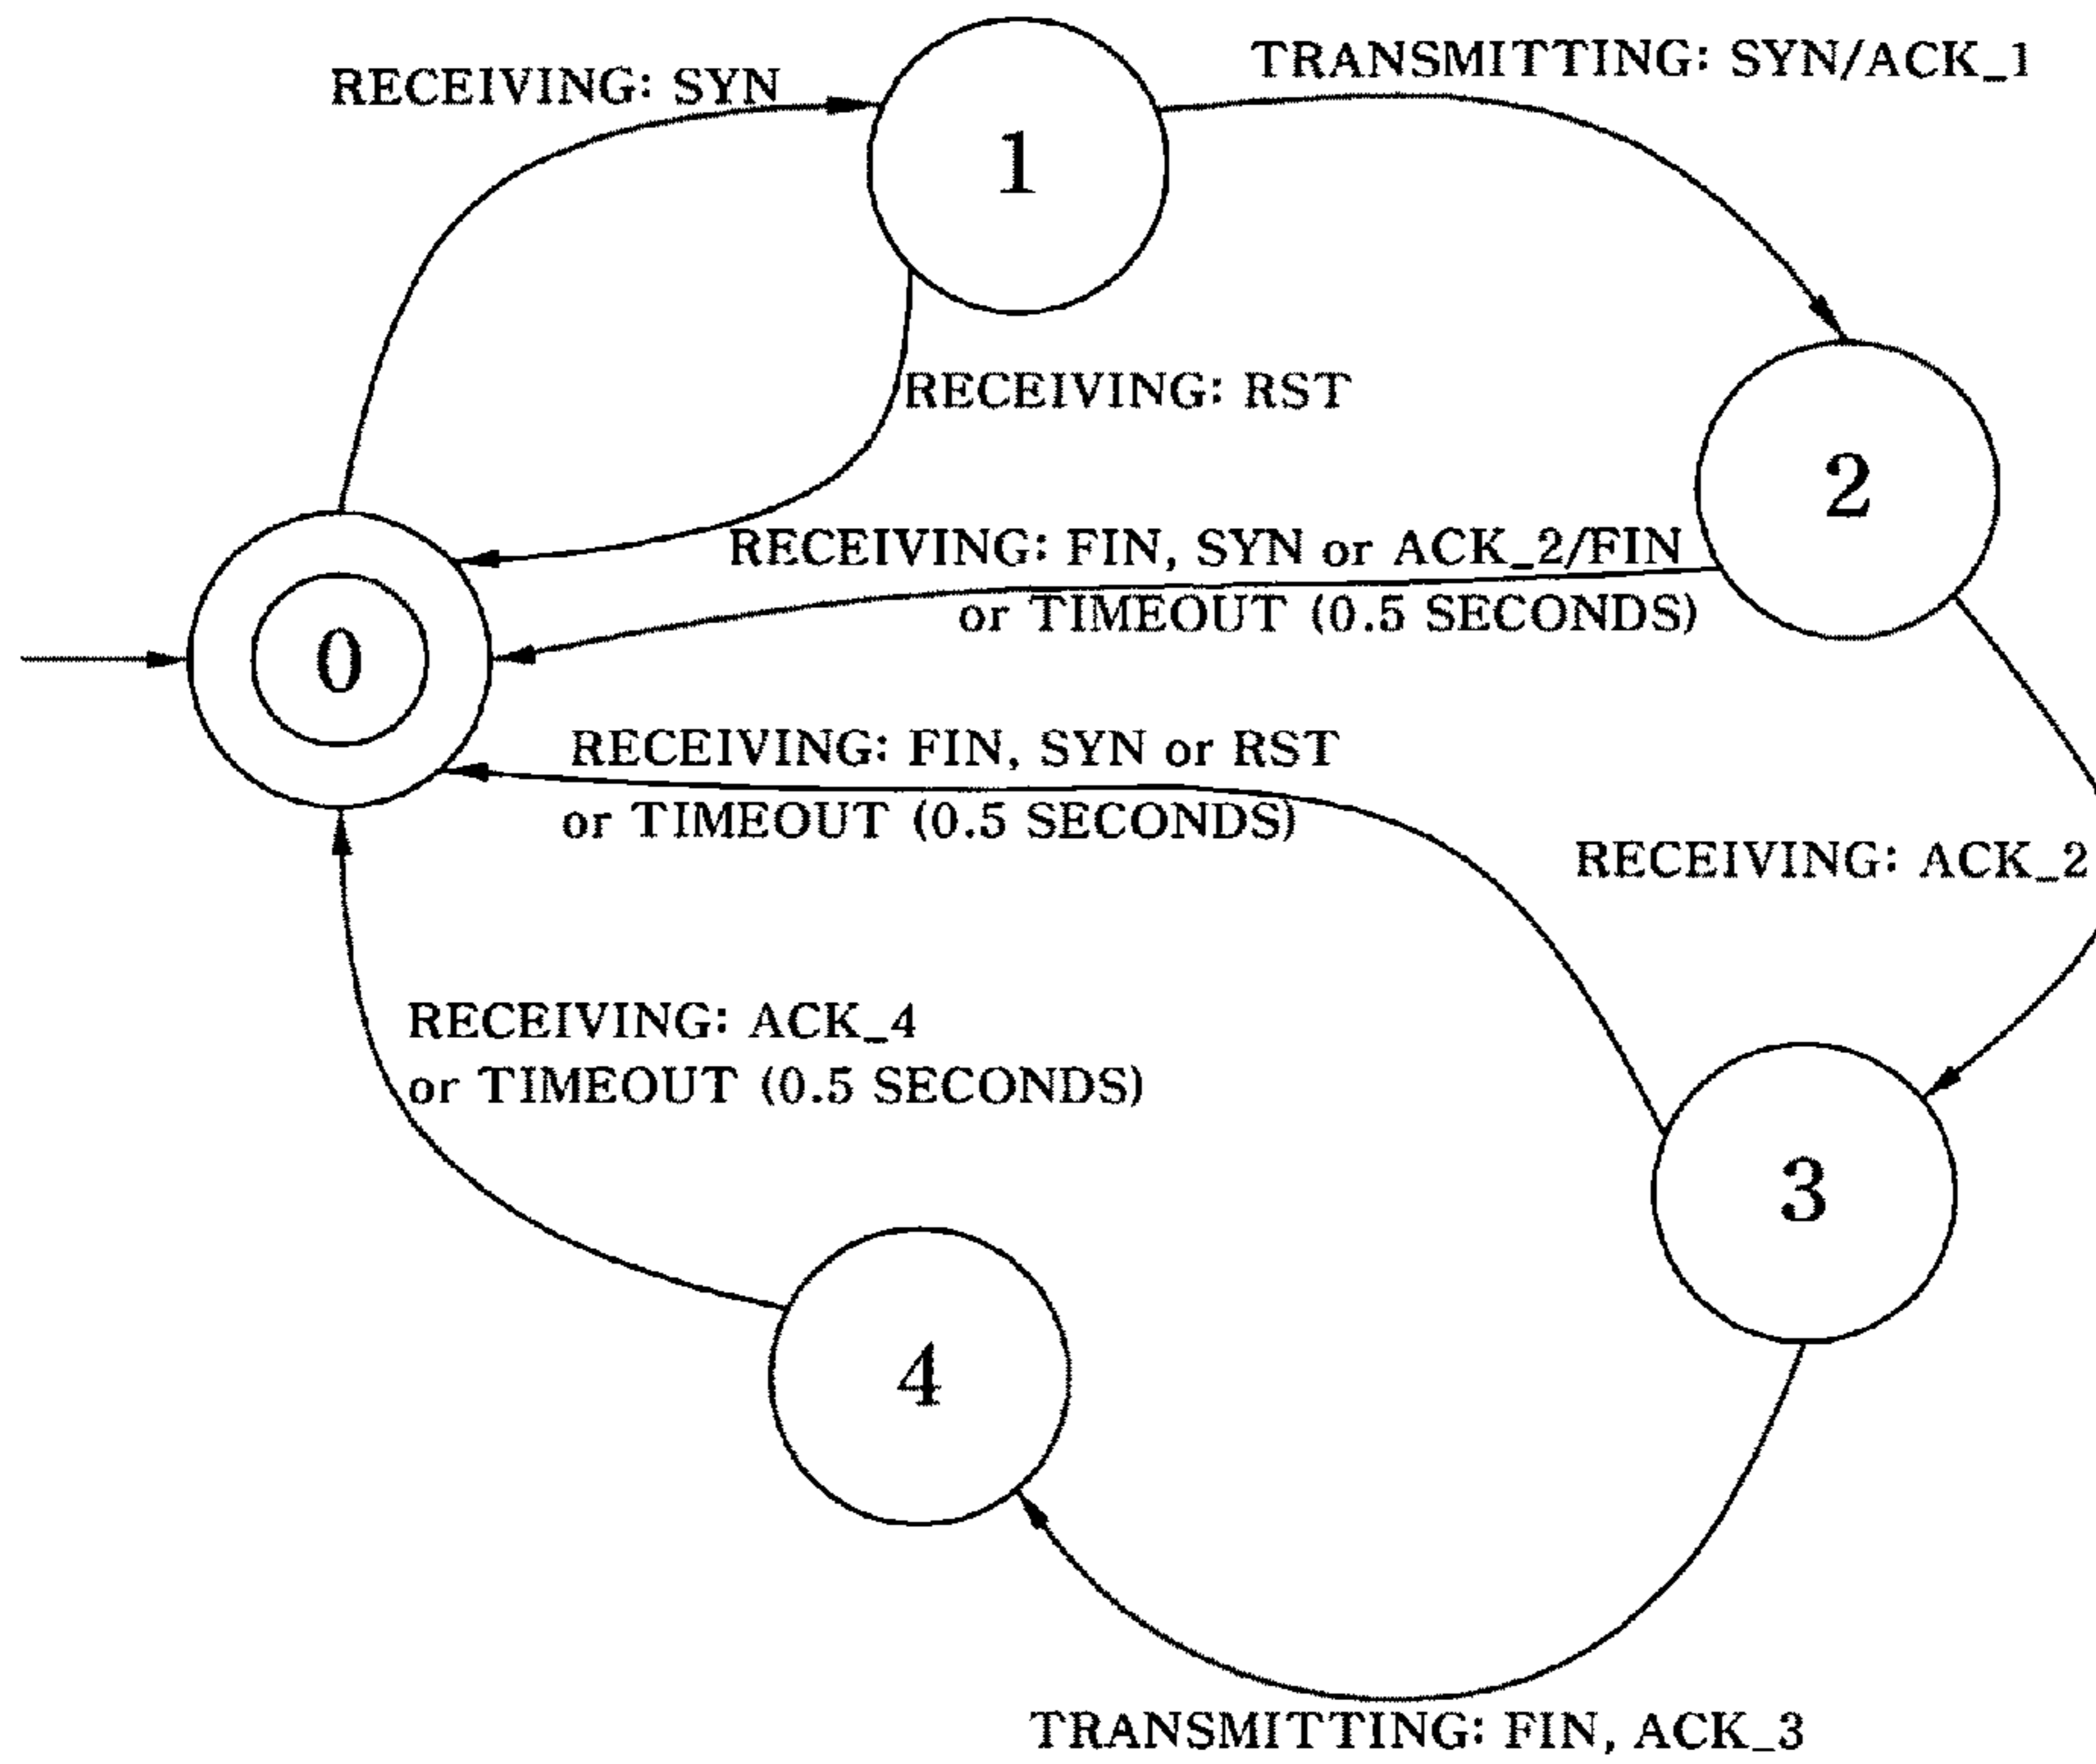 RECEIVING: SYN
TRANSMITTING: SYN/ACK_1
1
RECEIVING: RST
2
RECEIVING: FIN, SYN or ACK_2/FIN
or TIMEOUT (0.5 SECONDS)
0
RECEIVING: FIN, SYN or RST
or TIMEOUT (0.5 SECONDS)
RECEIVING: ACK_2
RECEIVING: ACK_4
or TIMEOUT (0.5 SECONDS)
3
4
TRANSMITTING: FIN, ACK_3